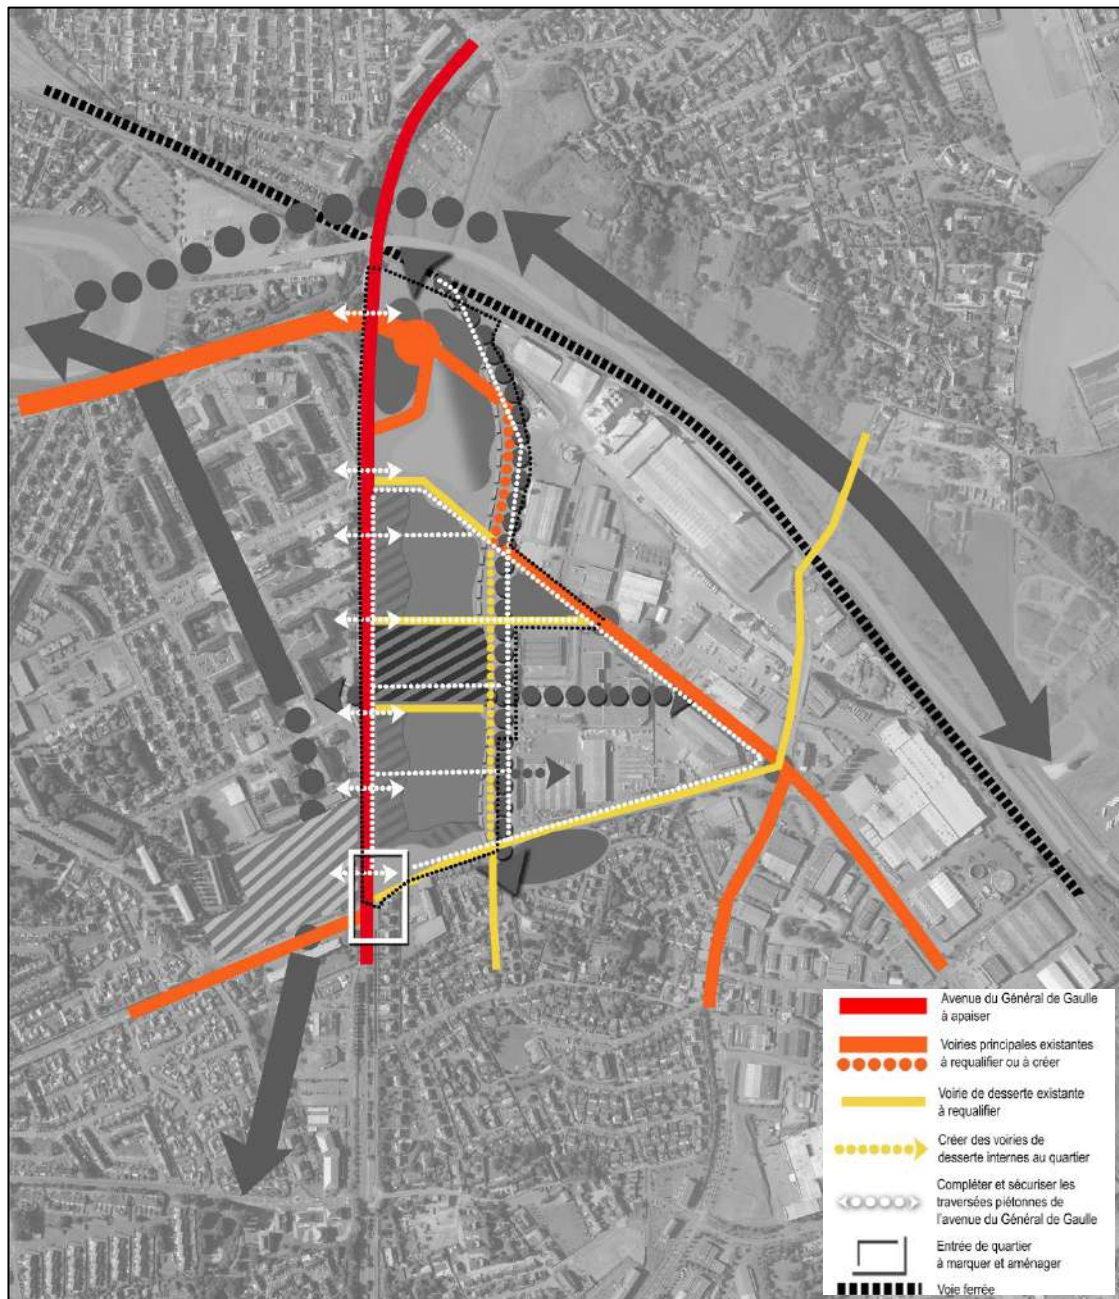 Avenue du Général de Gaulle
à apaiser
Voiries principales existantes
à requalifier ou à créer
Voirie de desserte existante
à requalifier
Créer des voiries de
desserte internes au quartier
Compléter et sécuriser les
traversées piétonnes de
l'avenue du Général de Gaulle
Entrée de quartier
à marquer et aménager
Voie ferrée